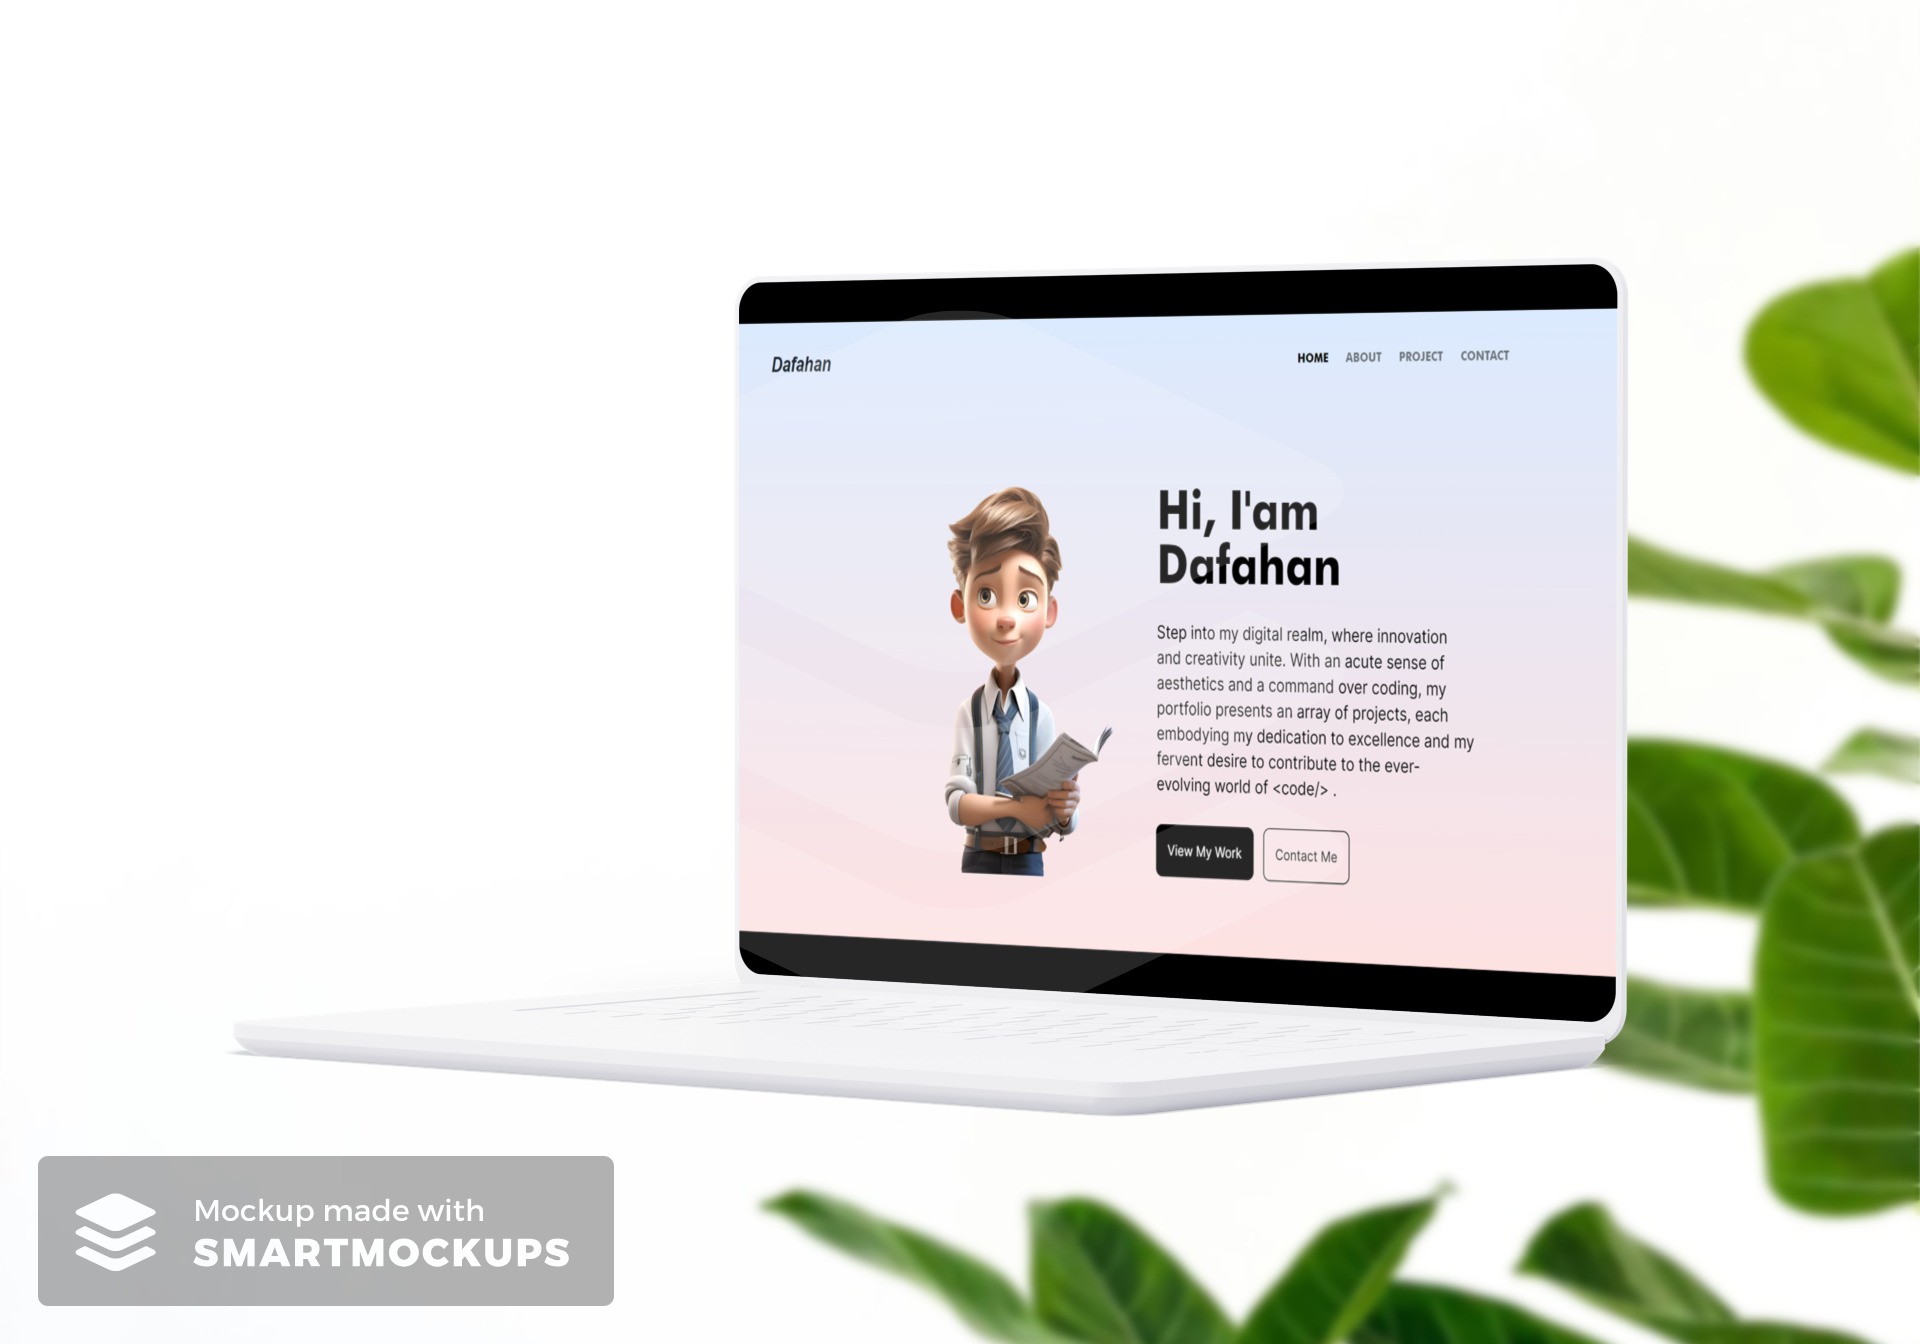 Dafahan
HOME ABOUT PROJECT CONTACT
Hi, I'am
Dafahan
Step into my digital realm, where innovation
and creativity unite. With an acute sense of
aesthetics and a command over coding, my
portfolio presents an array of projects, each
embodying my dedication to excellence and my
fervent desire to contribute to the ever-
evolving world of <code/> .
View My Work Contact Me
Mockup made with
SMARTMOCKUPS